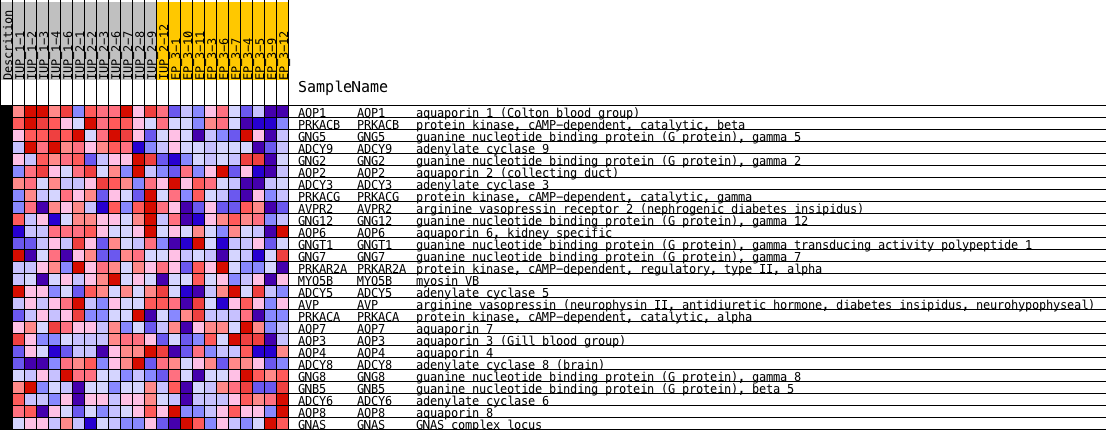 Descrition
IUP_1-1
IUP_1-2
IUP_1-3
IUP_1-4
IUP_1-6
IUP_2-1
IUP_2-2
IUP_2-3
IUP_2-6
IUP_2-7
IUP_2-8
IUP_2-9
IUP_2-12
EP_3-1
EP_3-10
EP_3-11
EP_3-3
EP_3-6
EP_3-7
EP_3-4
EP_3-5
EP_3-9
EP_3-12
SampleName
AQP1 AQP1 aquaporin 1 (Colton blood group)
PRKACB PRKACB protein kinase, cAMP-dependent, catalytic, beta
GNG5 GNG5 guanine nucleotide binding protein (G protein), gamma 5
ADCY9 ADCY9 adenylate cyclase 9
GNG2 GNG2 guanine nucleotide binding protein (G protein), gamma 2
AQP2 AQP2 aquaporin 2 (collecting duct)
ADCY3 ADCY3 adenylate cyclase 3
PRKACG PRKACG protein kinase, cAMP-dependent, catalytic, gamma
AVPR2 AVPR2 arginine vasopressin receptor 2 (nephrogenic diabetes insipidus)
GNG12 GNG12 guanine nucleotide binding protein (G protein), gamma 12
AQP6 AQP6 aquaporin 6, kidney specific
GNGT1 GNGT1 guanine nucleotide binding protein (G protein), gamma transducing activity polypeptide 1
GNG7 GNG7 guanine nucleotide binding protein (G protein), gamma 7
PRKAR2A PRKAR2A protein kinase, cAMP-dependent, regulatory, type II, alpha
MYO5B MYO5B myosin VB
ADCY5 ADCY5 adenylate cyclase 5
AVP AVP arginine vasopressin (neurophysin II, antidiuretic hormone, diabetes insipidus, neurohypophyseal)
PRKACA PRKACA protein kinase, cAMP-dependent, catalytic, alpha
AQP7 AQP7 aquaporin 7
AQP3 AQP3 aquaporin 3 (Gill blood group)
AQP4 AQP4 aquaporin 4
ADCY8 ADCY8 adenylate cyclase 8 (brain)
GNG8 GNG8 guanine nucleotide binding protein (G protein), gamma 8
GNB5 GNB5 guanine nucleotide binding protein (G protein), beta 5
ADCY6 ADCY6 adenylate cyclase 6
AQP8 AQP8 aquaporin 8
GNAS GNAS GNAS complex locus